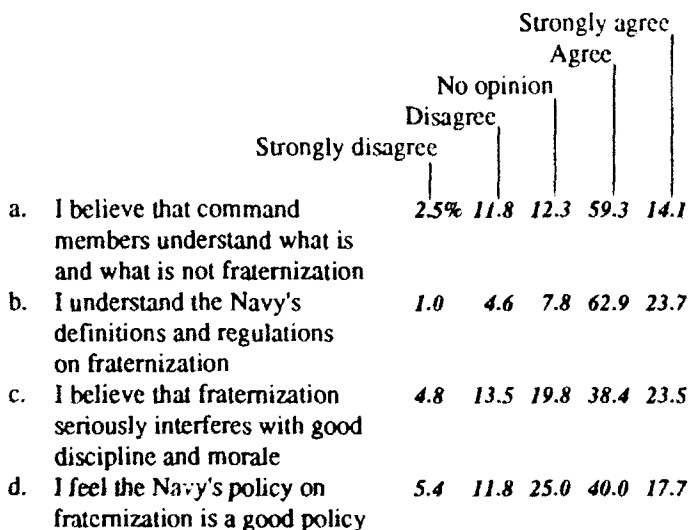 Strongly agree
Agree
No opinion
Disagree
Strongly disagree
a. I believe that command 2.5% 11.8 12.3 59.3 14.1
members understand what is
and what is not fraternization
b. I understand the Navy's 1.0 4.6 7.8 62.9 23.7
definitions and regulations
on fraternization
c. I believe that fraternization 4.8 13.5 19.8 38.4 23.5
seriously interferes with good
discipline and morale
d. I feel the Navy's policy on 5.4 11.8 25.0 40.0 17.7
fraternization is a good policy